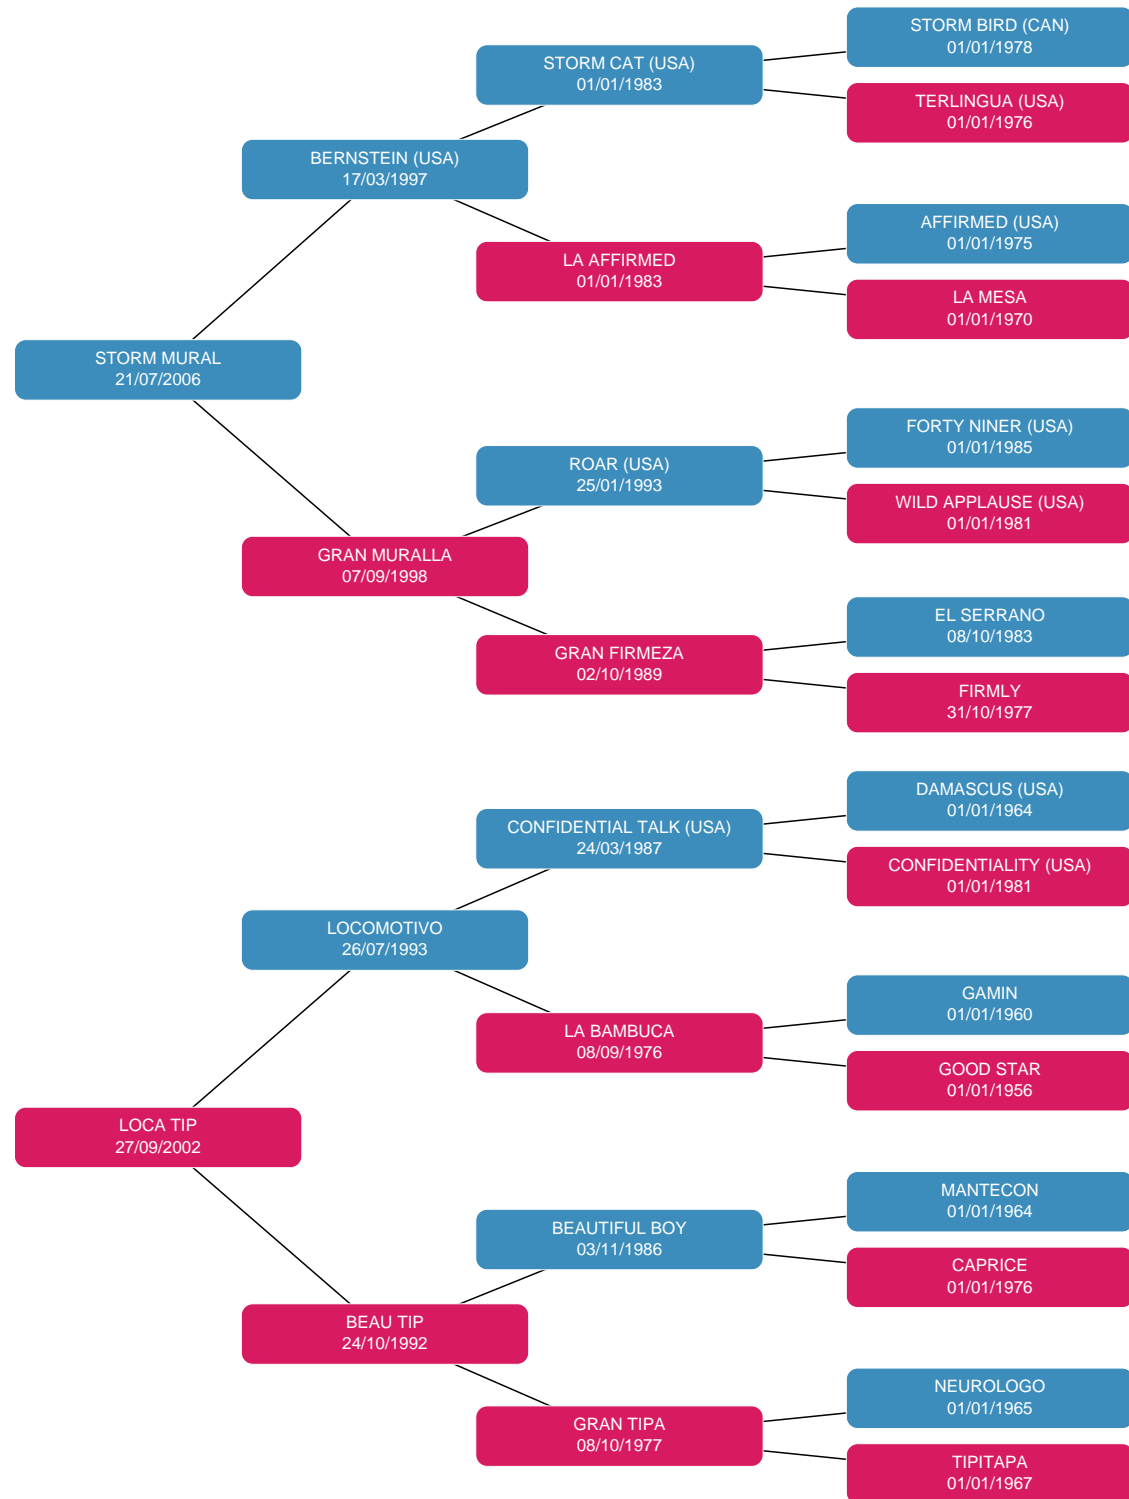 STORM BIRD (CAN)
01/01/1978
STORM CAT (USA)
01/01/1983
TERLINGUA (USA)
01/01/1976
BERNSTEIN (USA)
17/03/1997
AFFIRMED (USA)
01/01/1975
LA AFFIRMED
01/01/1983
LA MESA
01/01/1970
STORM MURAL
21/07/2006
FORTY NINER (USA)
01/01/1985
ROAR (USA)
25/01/1993
WILD APPLAUSE (USA)
01/01/1981
GRAN MURALLA
07/09/1998
EL SERRANO
08/10/1983
GRAN FIRMEZA
02/10/1989
FIRMLY
31/10/1977
DAMASCUS (USA)
01/01/1964
CONFIDENTIAL TALK (USA)
24/03/1987
CONFIDENTIALITY (USA)
01/01/1981
LOCOMOTIVO
26/07/1993
GAMIN
01/01/1960
LA BAMBUCA
08/09/1976
GOOD STAR
01/01/1956
LOCA TIP
27/09/2002
MANTECON
01/01/1964
BEAUTIFUL BOY
03/11/1986
CAPRICE
01/01/1976
BEAU TIP
24/10/1992
NEUROLOGO
01/01/1965
GRAN TIPA
08/10/1977
TIPITAPA
01/01/1967